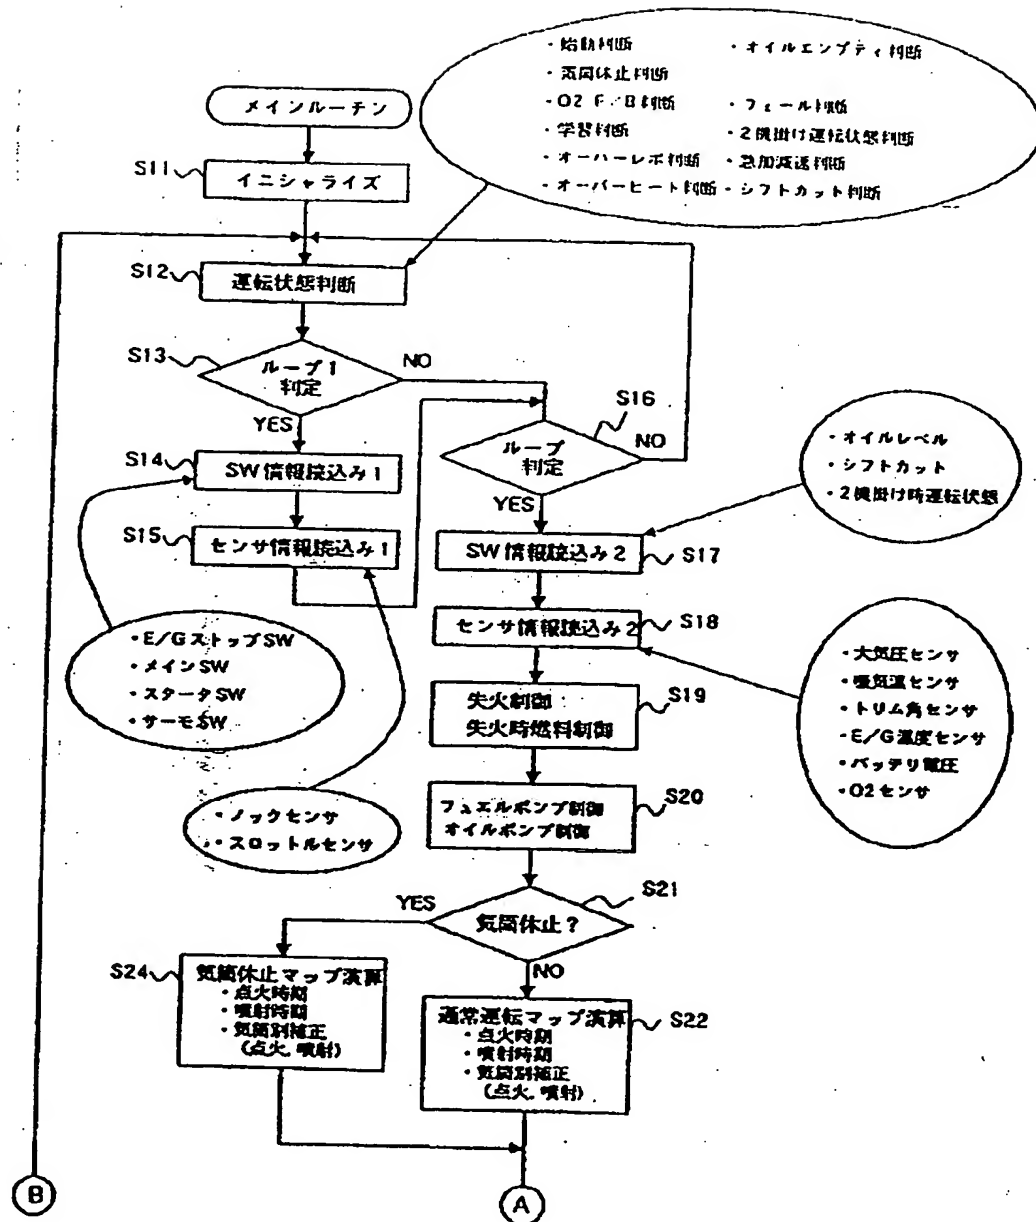 ・始動判断
・オイルエンプティ判断
・気筒休止判断
・O2 F/B判断
・フェール判断
・学習判断
・2機掛け運転状態判断
・オーバーレボ判断
・急加減速判断
・オーバーヒート判断
・シフトカット判断
メインルーチン
S11
イニシャライズ
S12
運転状態判断
S13
ループ1
判定
NO
YES
S14
SW情報読込み1
S15
センサ情報読込み1
・E/GストップSW
・メインSW
・スタータSW
・サーモSW
・ノックセンサ
・スロットルセンサ
S16
ループ
判定
NO
YES
・オイルレベル
・シフトカット
・2機掛け時運転状態
SW情報読込み2
S17
センサ情報読込み2
S18
・大気圧センサ
・吸気温センサ
・トリム角センサ
・E/G温度センサ
・バッテリ電圧
・O2センサ
失火制御
失火時燃料制御
S19
フュエルポンプ制御
オイルポンプ制御
S20
S21
気筒休止?
YES
NO
S24
気筒休止マップ演算
・点火時期
・噴射時期
・気筒別補正
(点火,噴射)
通常運転マップ演算
・点火時期
・噴射時期
・気筒別補正
(点火,噴射)
S22
B
A